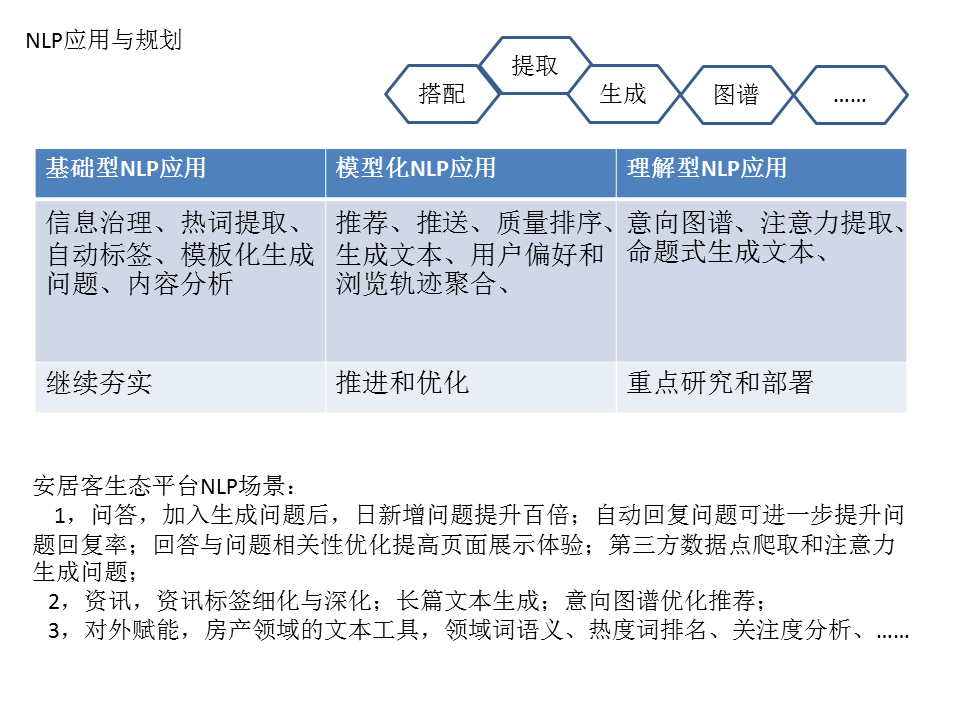 NLP应用与规划
提取
搭配
生成
图谱
……
基础型NLP应用
模型化NLP应用
理解型NLP应用
信息治理、热词提取、
自动标签、模板化生成
问题、内容分析
推荐、推送、质量排序、
生成文本、用户偏好和
浏览轨迹聚合、
意向图谱、注意力提取、
命题式生成文本、
继续夯实
推进和优化
重点研究和部署
安居客生态平台NLP场景：
1，问答，加入生成问题后，日新增问题提升百倍；自动回复问题可进一步提升问
题回复率；回答与问题相关性优化提高页面展示体验；第三方数据点爬取和注意力
生成问题；
2，资讯，资讯标签细化与深化；长篇文本生成；意向图谱优化推荐；
3，对外赋能，房产领域的文本工具，领域词语义、热度词排名、关注度分析、……